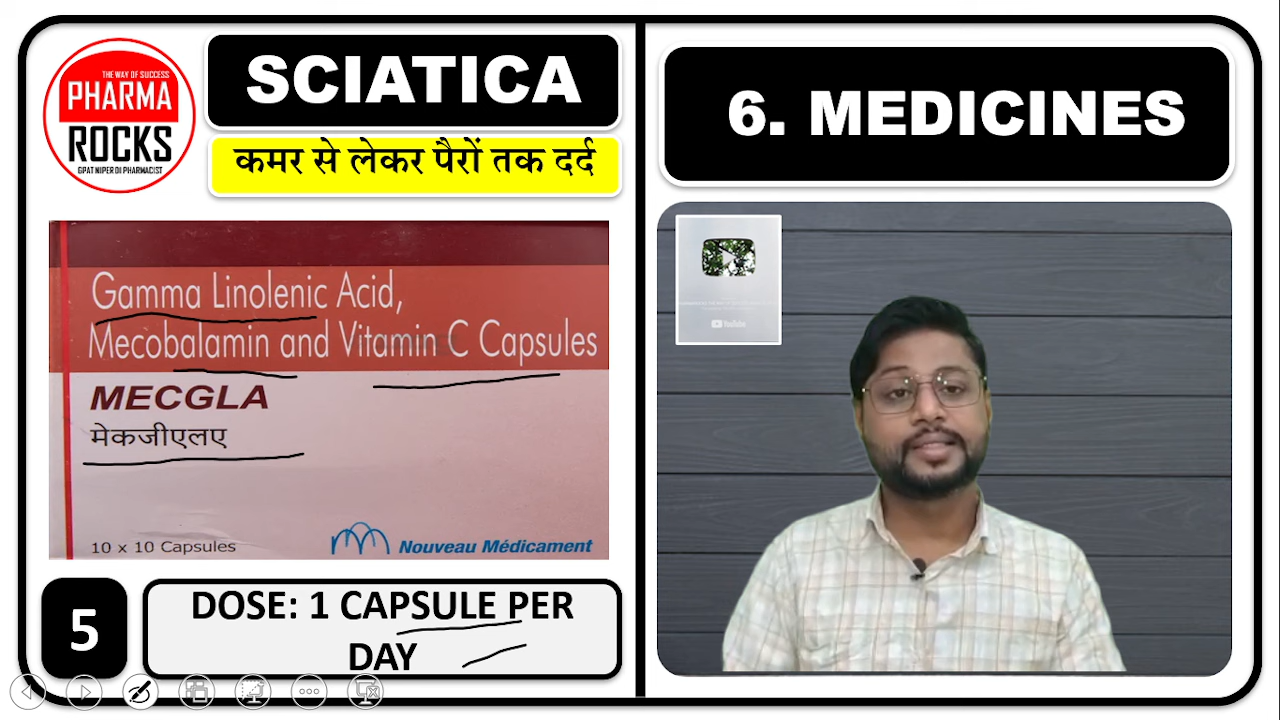 THE WAY OF SUCCESS
PHARMA
ROCKS
GPAT NIPER DI PHARMACIST
SCIATICA
कमर से लेकर पैरों तक दर्द
Gamma Linolenic Acid,
Mecobalamin and Vitamin C Capsules
MECGLA
मेकजीएलए
10 x 10 Capsules
Nouveau Médicament
5
DOSE: 1 CAPSULE PER
DAY
6. MEDICINES
YouTube